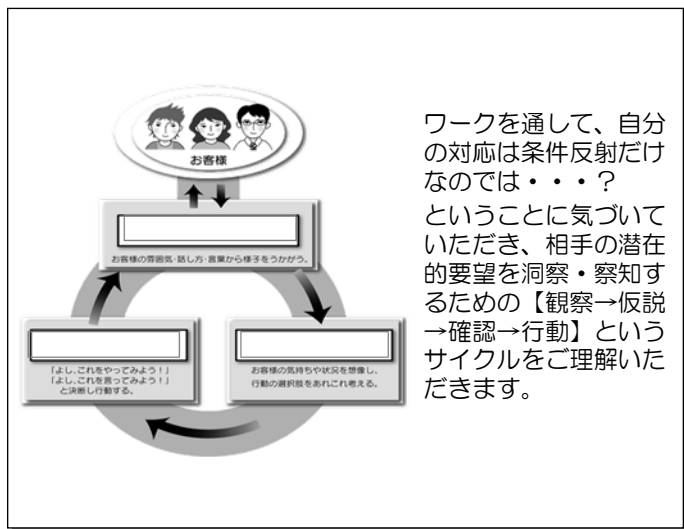 お客様
お客様の雰囲気・話し方・言葉から様子をうかがう。
「よし、これをやってみよう！」
「よし、これを言ってみよう！」
と決断し行動する。
お客様の気持ちや状況を想像し、
行動の選択肢をあれこれ考える。
ワークを通して、自分
の対応は条件反射だけ
なのでは・・・？
ということに気づいて
いただき、相手の潜在
的要望を洞察・察知す
るための【観察→仮説
→確認→行動】という
サイクルをご理解いた
だきます。